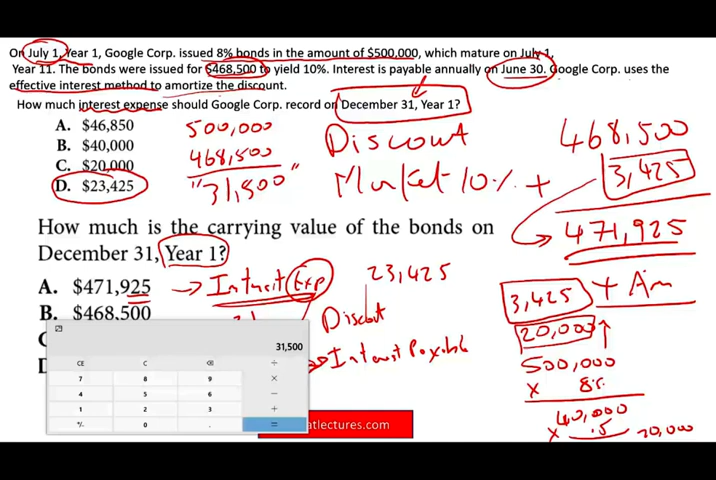 On July 1, Year 1, Google Corp. issued 8% bonds in the amount of $500,000, which mature on July 1,
Year 11. The bonds were issued for $468,500 to yield 10%. Interest is payable annually on June 30. Google Corp. uses the
effective interest method to amortize the discount.
How much interest expense should Google Corp. record on December 31, Year 1?
A. $46,850
B. $40,000
C. $20,000
D. $23,425
500,000
468,500
"31,500"
Discount
Market 10% +
468,500
3,425
471,925
How much is the carrying value of the bonds on
December 31, Year 1?
A. $471,925
B. $468,500
→ Interest Exp
23,425
Discount
Interest Payable
3,425 + Am
20,000 ↑
500,000
x 8%
40,000
x .5 20,000
31,500
CE C ÷
7 8 9 ×
4 5 6 −
1 2 3 +
0 . =
atlectures.com